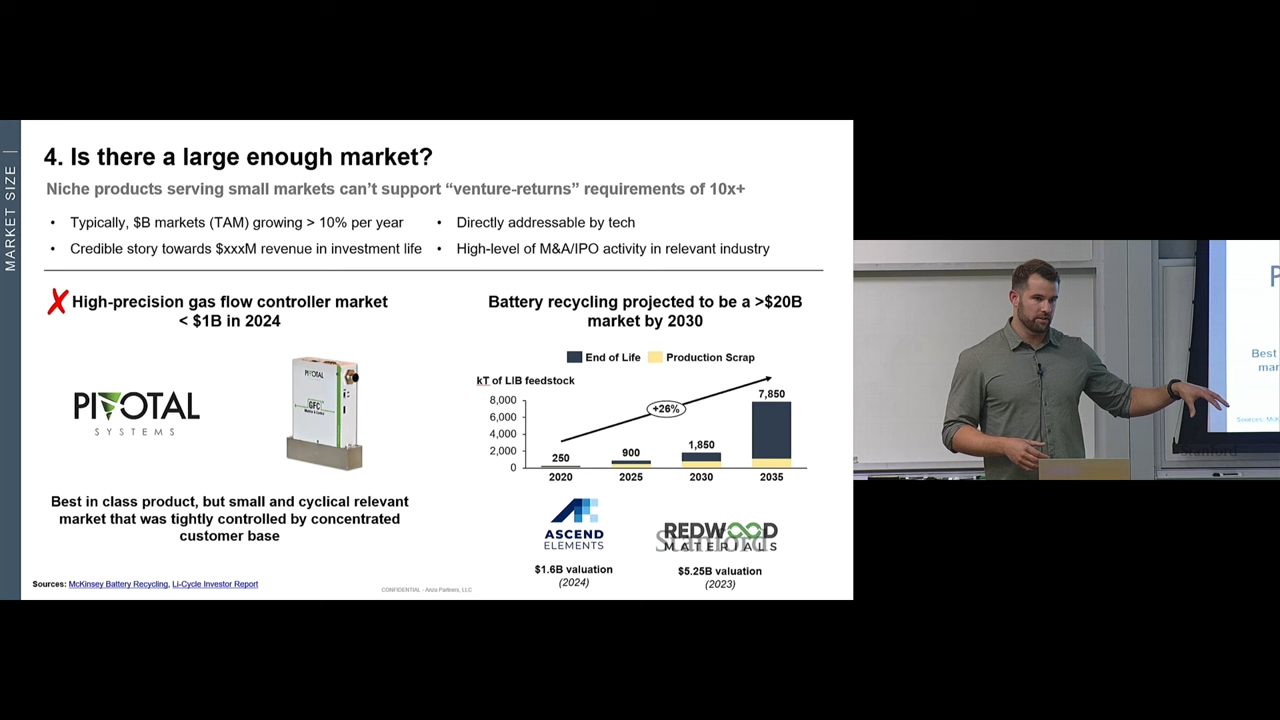 MARKET SIZE |
4. Is there a large enough market?
Niche products serving small markets can't support “venture-returns” requirements of 10x+
• Typically, $B markets (TAM) growing > 10% per year
• Credible story towards $xxxM revenue in investment life
• Directly addressable by tech
• High-level of M&A/IPO activity in relevant industry
High-precision gas flow controller market
< $1B in 2024
PIVOTAL
SYSTEMS
PIVOTAL
GFC
Best in class product, but small and cyclical relevant
market that was tightly controlled by concentrated
customer base
Battery recycling projected to be a >$20B
market by 2030
End of Life Production Scrap
kT of LIB feedstock
+26%
8,000
6,000
4,000
2,000
0
250
900
1,850
7,850
2020 2025 2030 2035
ASCEND
ELEMENTS
$1.6B valuation
(2024)
REDWOOD
MATERIALS
Stanford
$5.25B valuation
(2023)
Sources: McKinsey Battery Recycling, Li-Cycle Investor Report
CONFIDENTIAL - Anzu Partners, LLC
P
Best
mar
Sources: McK
Stanford